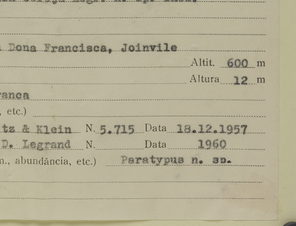 Dona Francisca, Joinvile
Altit. 600 m
Altura 12 m
ranca
, etc.)
tz & Klein N. 5.715 Data 18.12.1957
D. Legrand N. Data 1960
n., abundância, etc.) Paratypus n. sp.